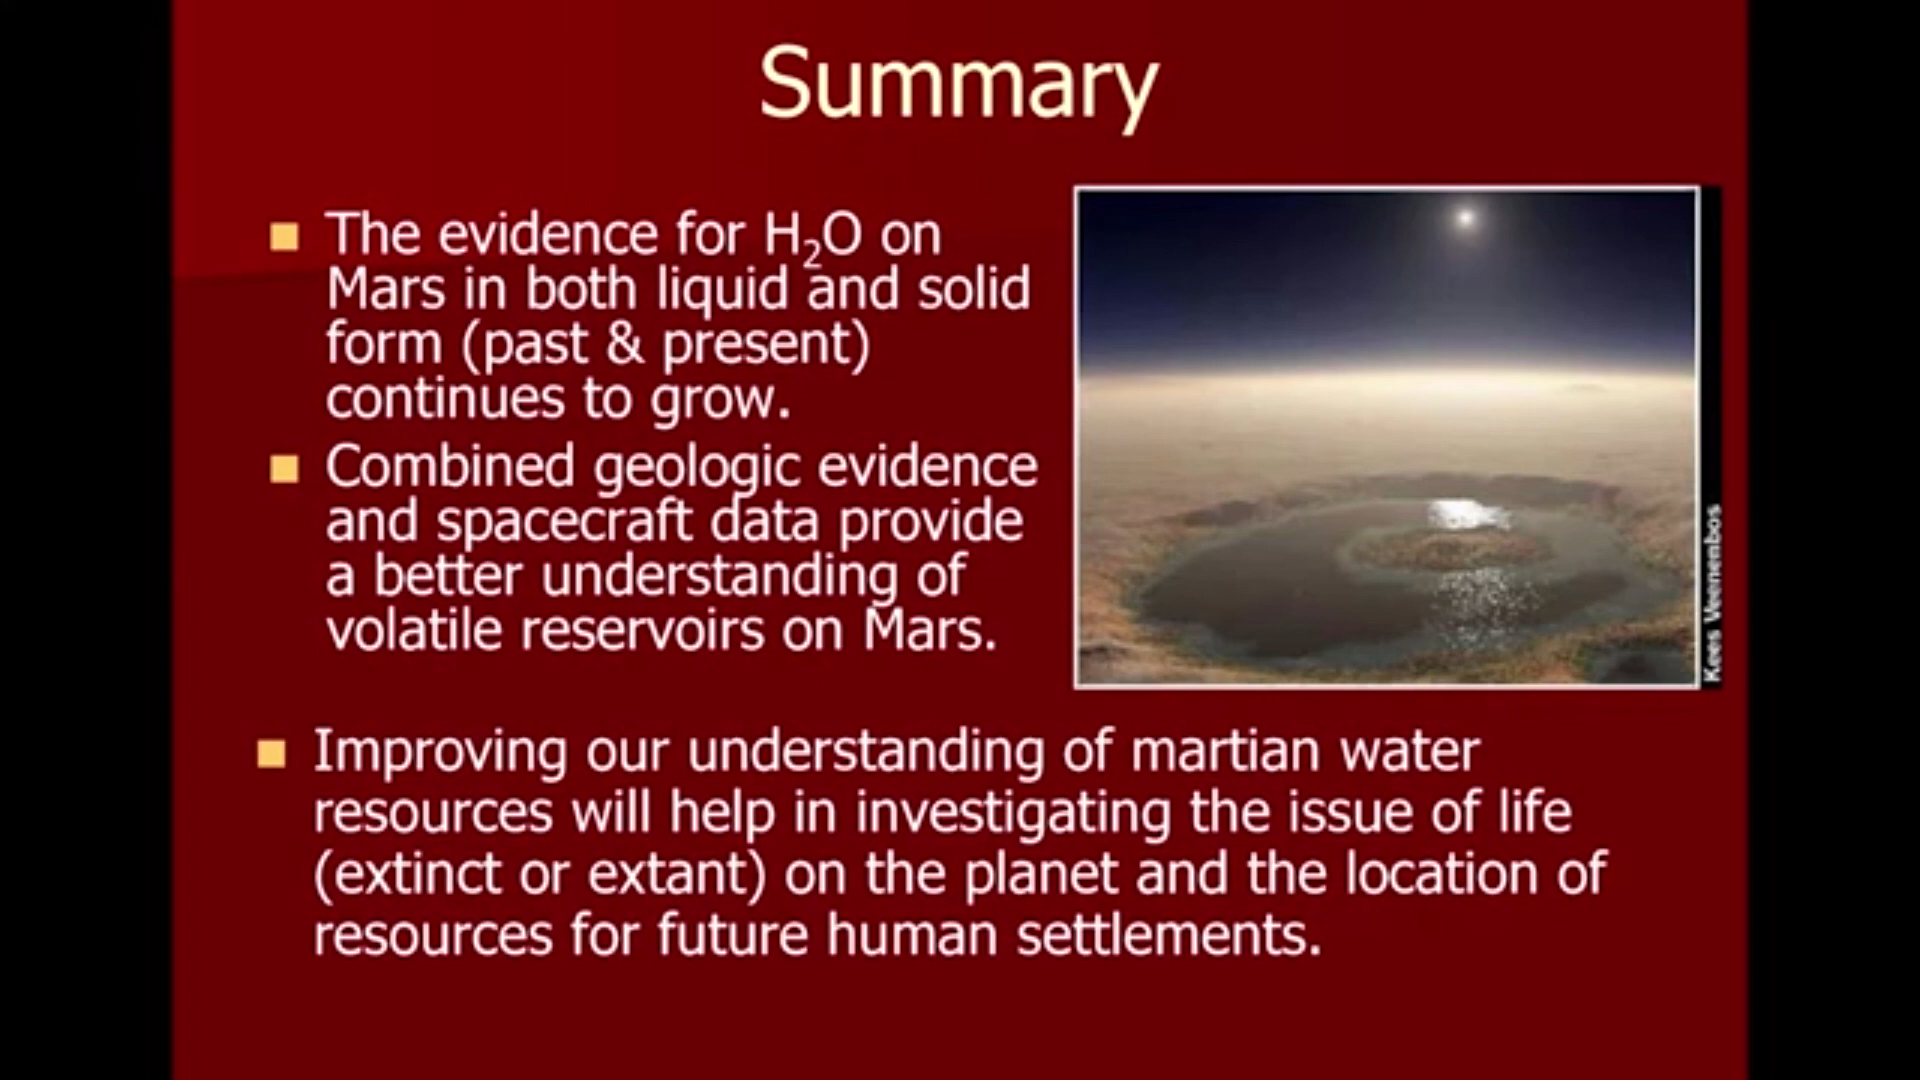 Summary
The evidence for H₂O on
Mars in both liquid and solid
form (past & present)
continues to grow.
Combined geologic evidence
and spacecraft data provide
a better understanding of
volatile reservoirs on Mars.
Kees Veenenbos
Improving our understanding of martian water
resources will help in investigating the issue of life
(extinct or extant) on the planet and the location of
resources for future human settlements.